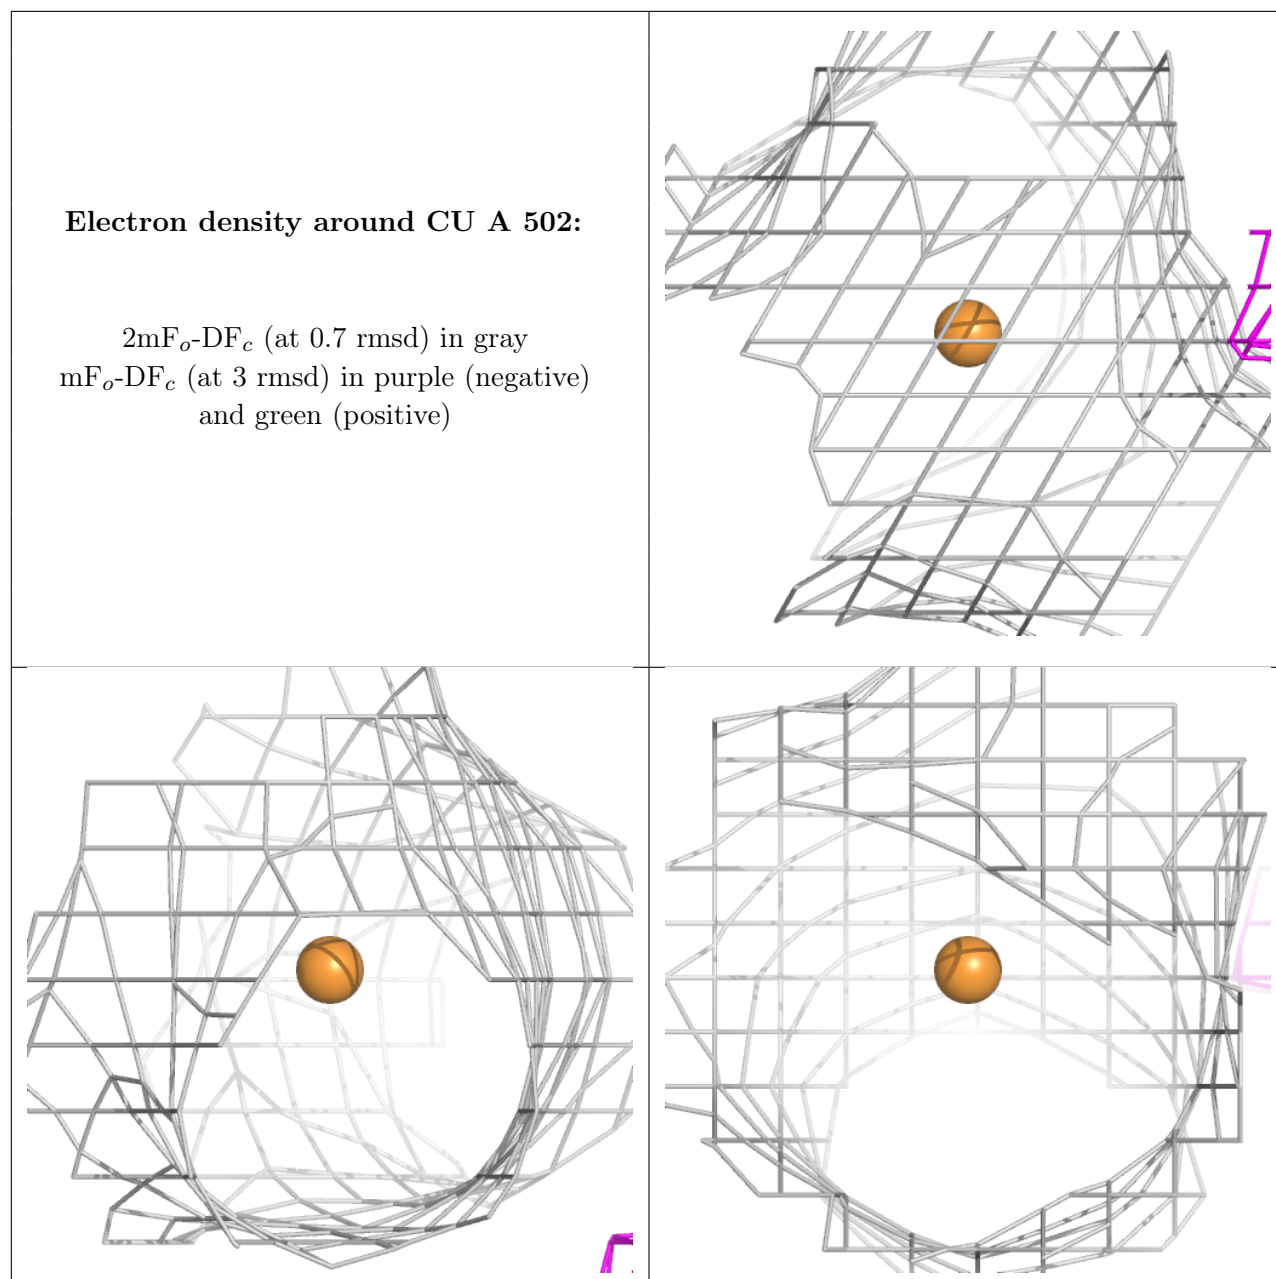 Electron density around CU A 502:
2mFo-DFc (at 0.7 rmsd) in gray
mFo-DFc (at 3 rmsd) in purple (negative)
and green (positive)